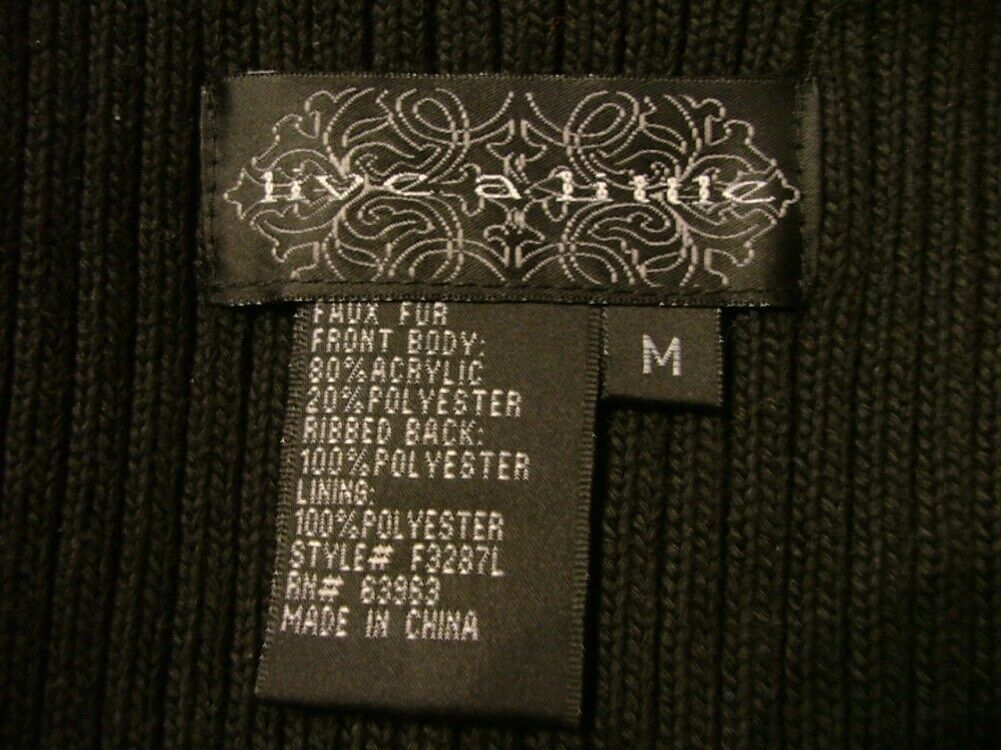 live a little
M
FAUX FUR
FRONT BODY:
80%ACRYLIC
20%POLYESTER
RIBBED BACK:
100%POLYESTER
LINING:
100%POLYESTER
STYLE# F3287L
RN# 63963
MADE IN CHINA